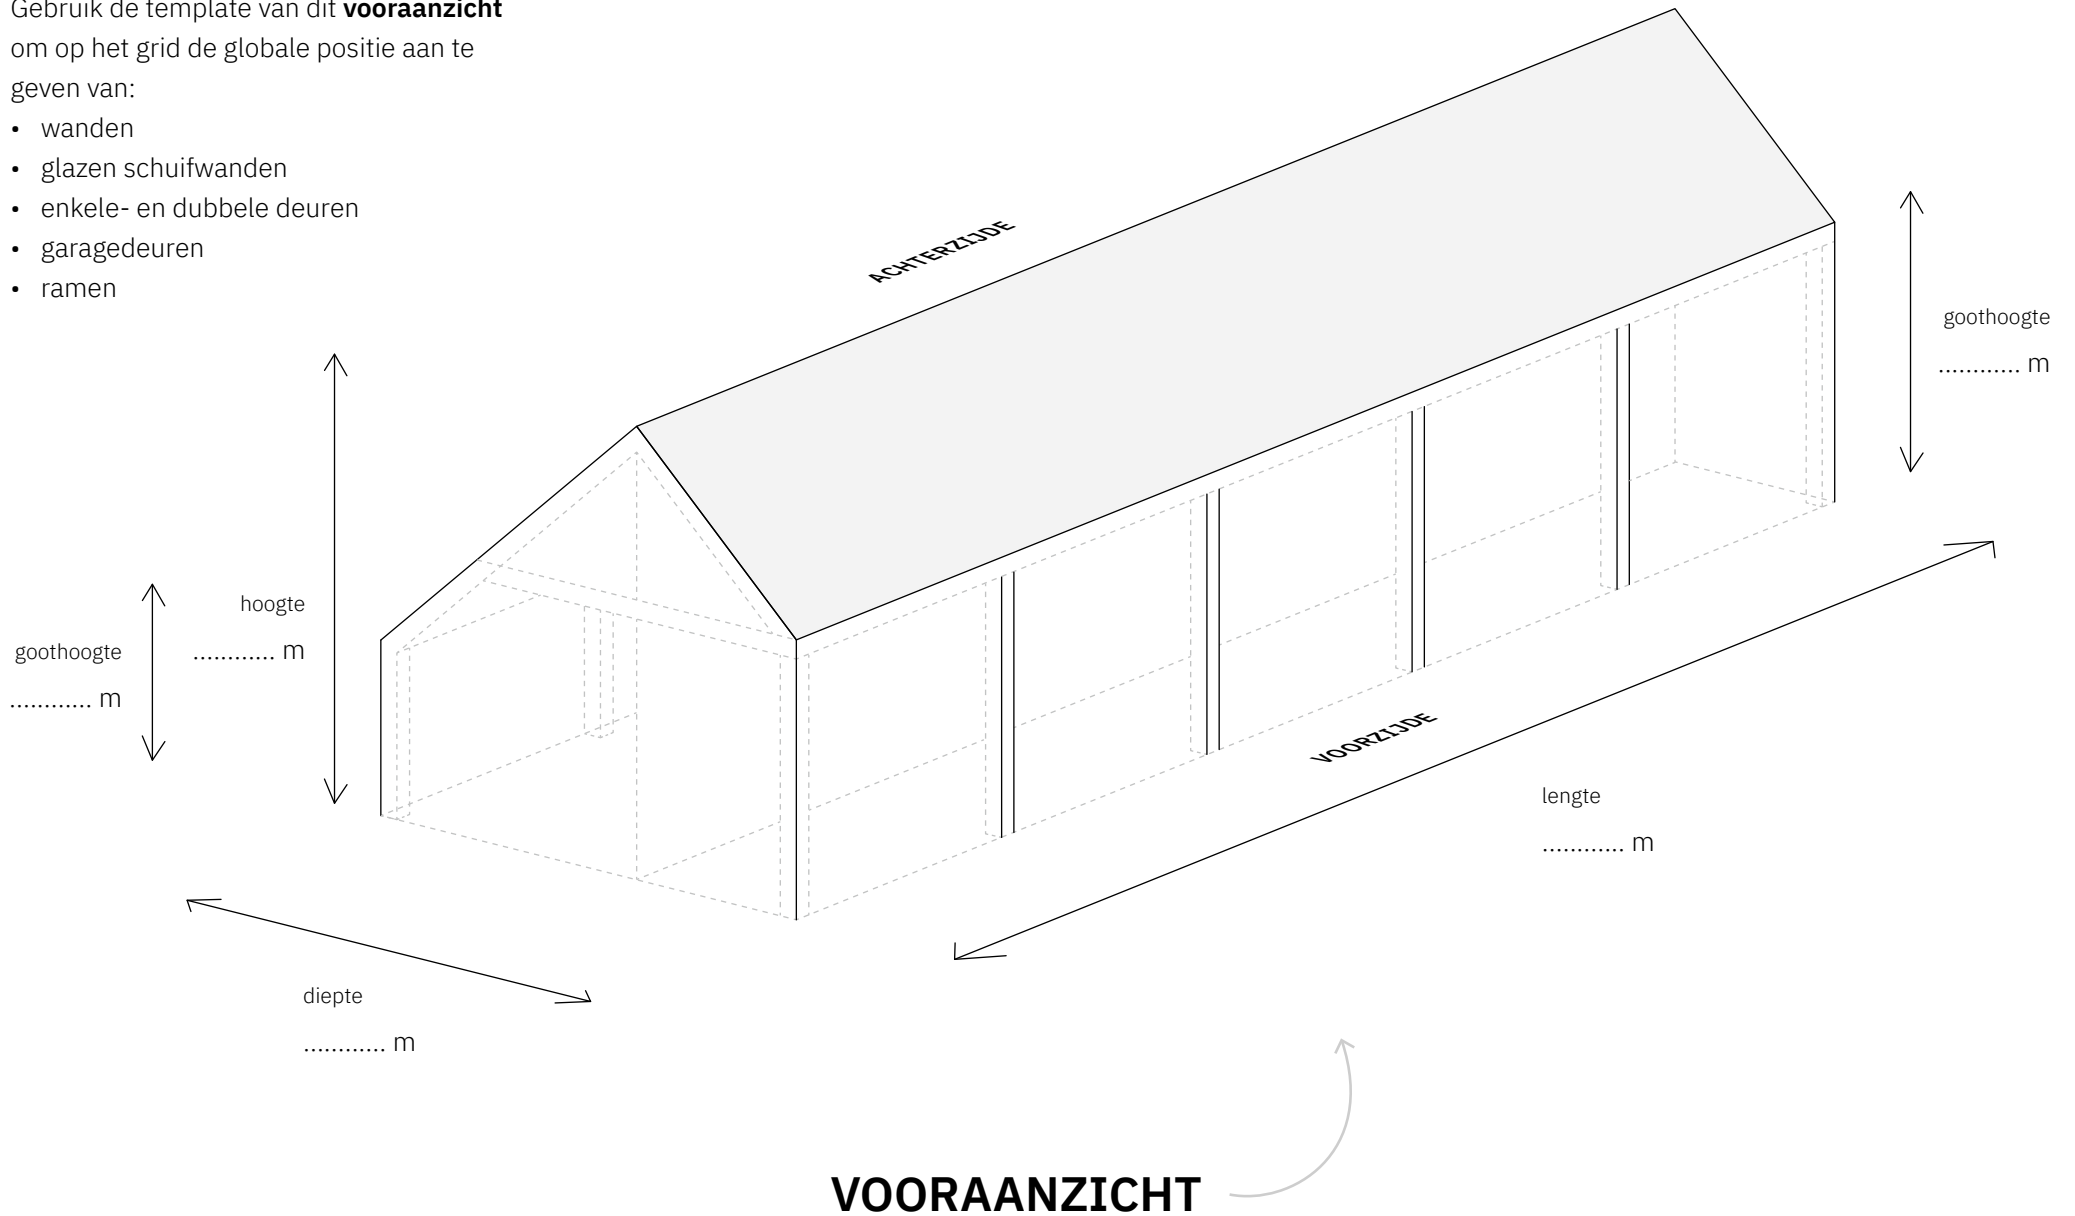 Gebruik de template van dit vooraanzicht
om op het grid de globale positie aan te
geven van:
• wanden
• glazen schuifwanden
• enkele- en dubbele deuren
• garagedeuren
• ramen
ACHTERZIJDE
goothoogte
............ m
hoogte
............ m
goothoogte
............ m
VOORZIJDE
lengte
............ m
diepte
............ m
VOORAANZICHT